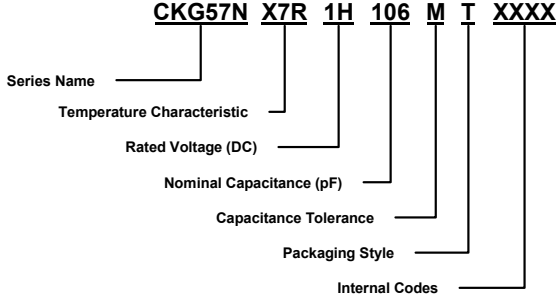 CKG57N X7R 1H 106 M T XXXX
Series Name
Temperature Characteristic
Rated Voltage (DC)
Nominal Capacitance (pF)
Capacitance Tolerance
Packaging Style
Internal Codes